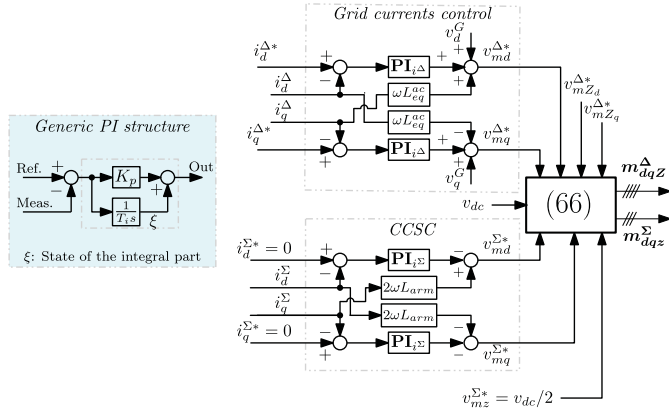 Grid currents control
i_d^{Δ*}
i_d^Δ
i_q^Δ
i_q^{Δ*}
+
−
−
+
PI_{i^Δ}
ωL_{eq}^{ac}
ωL_{eq}^{ac}
PI_{i^Δ}
v_d^G
+
+
+
−
+
+
v_q^G
v_{md}^{Δ*}
v_{mq}^{Δ*}
v_{mZ_d}^{Δ*}
v_{mZ_q}^{Δ*}
Generic PI structure
Ref.
+
−
Meas.
K_p
1/(T_i s)
ξ
+
+
Out
ξ: State of the integral part
v_{dc}
(66)
m_{dqZ}^Δ
m_{dqz}^Σ
CCSC
i_d^{Σ*} = 0
i_d^Σ
i_q^Σ
i_q^{Σ*} = 0
+
−
−
+
PI_{i^Σ}
2ωL_{arm}
2ωL_{arm}
PI_{i^Σ}
−
+
−
−
v_{md}^{Σ*}
v_{mq}^{Σ*}
v_{mz}^{Σ*} = v_{dc}/2